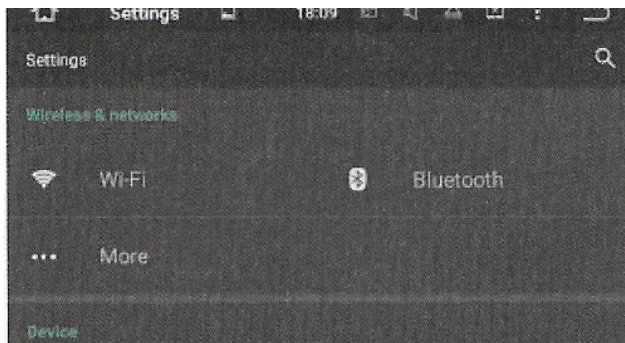 Settings 18:09
Settings
Wireless & networks
Wi-Fi Bluetooth
More
Device